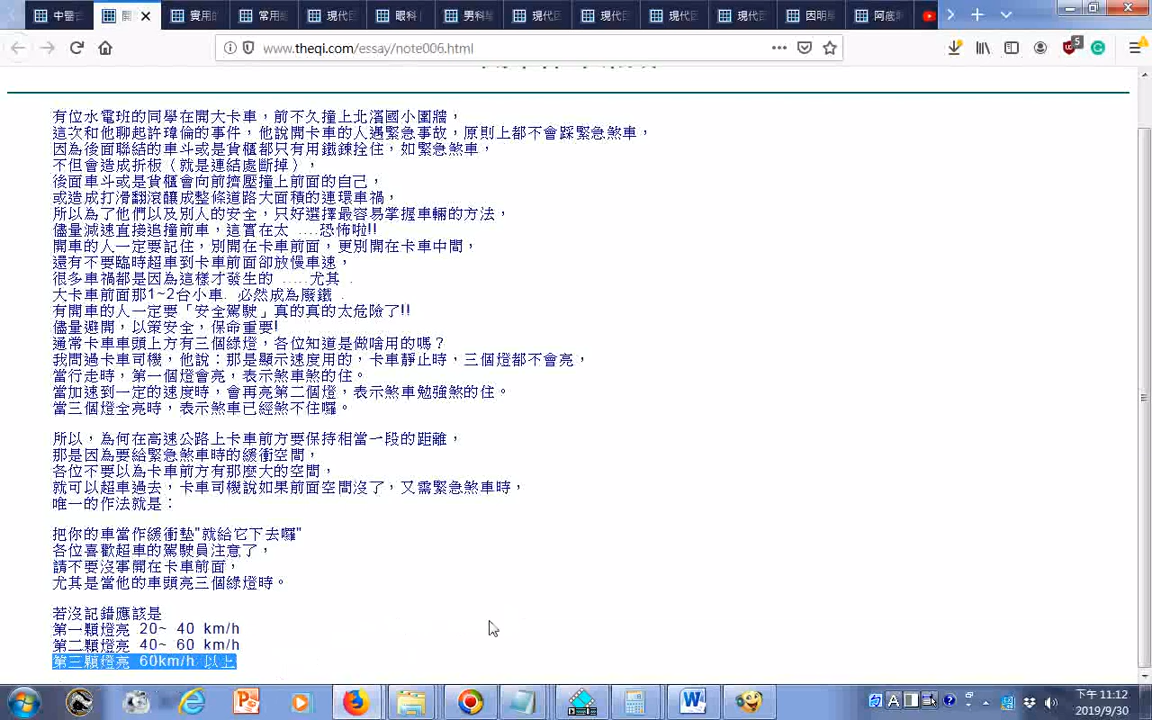 中醫
實用
常用
現代
眼科
男科
現代
現代
現代
現代
因明
阿底
www.theqi.com/essay/note006.html
5
有位水電班的同學在開大卡車，前不久撞上北濱國小圍牆，
這次和他聊起許瑋倫的事件，他說開卡車的人遇緊急事故，原則上都不會踩緊急煞車，
因為後面聯結的車斗或是貨櫃都只有用鐵鍊拴住，如緊急煞車，
不但會造成折板（就是連結處斷掉），
後面車斗或是貨櫃會向前擠壓撞上前面的自己，
或造成打滑翻滾釀成整條道路大面積的連環車禍，
所以為了他們以及別人的安全，只好選擇最容易掌握車輛的方法，
儘量減速直接追撞前車，這實在太 ....恐怖啦!!
開車的人一定要記住，別開在卡車前面，更別開在卡車中間，
還有不要臨時超車到卡車前面卻放慢車速，
很多車禍都是因為這樣才發生的 .....尤其 .
大卡車前面那1~2台小車. 必然成為廢鐵 .
有開車的人一定要「安全駕駛」真的真的太危險了!!
儘量避開，以策安全，保命重要!
通常卡車車頭上方有三個綠燈，各位知道是做啥用的嗎？
我問過卡車司機，他說：那是顯示速度用的，卡車靜止時，三個燈都不會亮，
當行走時，第一個燈會亮，表示煞車煞的住。
當加速到一定的速度時，會再亮第二個燈，表示煞車勉強煞的住。
當三個燈全亮時，表示煞車已經煞不住囉。
所以，為何在高速公路上卡車前方要保持相當一段的距離，
那是因為要給緊急煞車時的緩衝空間，
各位不要以為卡車前方有那麼大的空間，
就可以超車過去，卡車司機說如果前面空間沒了，又需緊急煞車時，
唯一的作法就是：
把你的車當作緩衝墊"就給它下去囉"
各位喜歡超車的駕駛員注意了，
請不要沒事開在卡車前面，
尤其是當他的車頭亮三個綠燈時。
若沒記錯應該是
第一顆燈亮 20~ 40 km/h
第二顆燈亮 40~ 60 km/h
第三顆燈亮 60km/h 以上
下午 11:12
2019/9/30